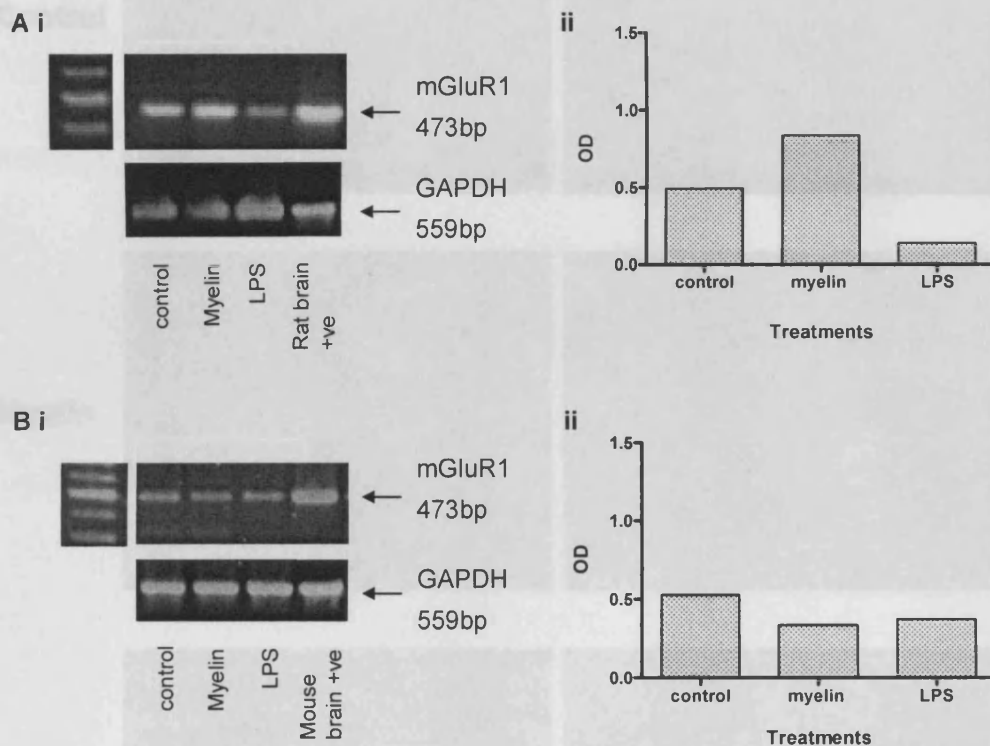 A i
mGluR1
473bp
GAPDH
559bp
control
Myelin
LPS
Rat brain
+ve
ii
1.5
1.0
0.5
0.0
OD
control myelin LPS
Treatments
B i
mGluR1
473bp
GAPDH
559bp
control
Myelin
LPS
Mouse
brain +ve
ii
1.5
1.0
0.5
0.0
OD
control myelin LPS
Treatments